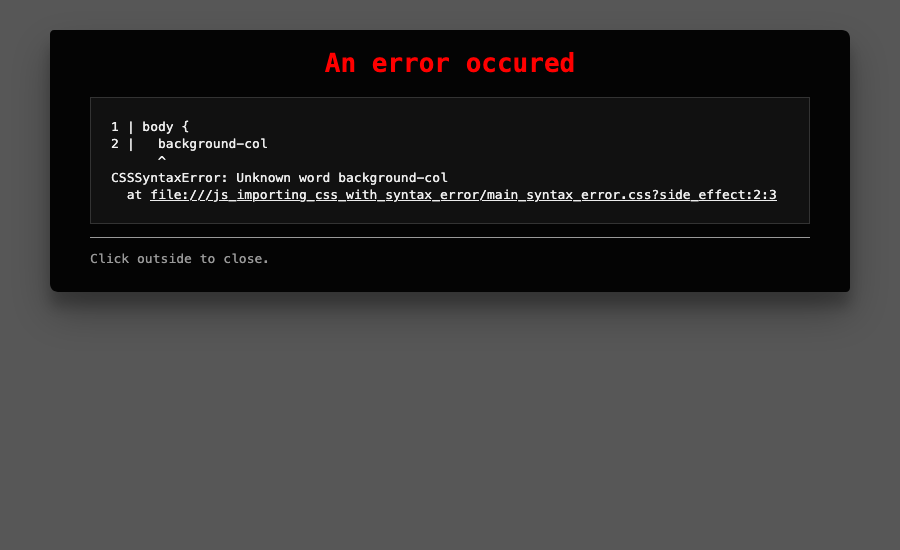 An error occured
1 | body {
2 |   background-col
      ^
CSSSyntaxError: Unknown word background-col
  at file:///js_importing_css_with_syntax_error/main_syntax_error.css?side_effect:2:3
Click outside to close.